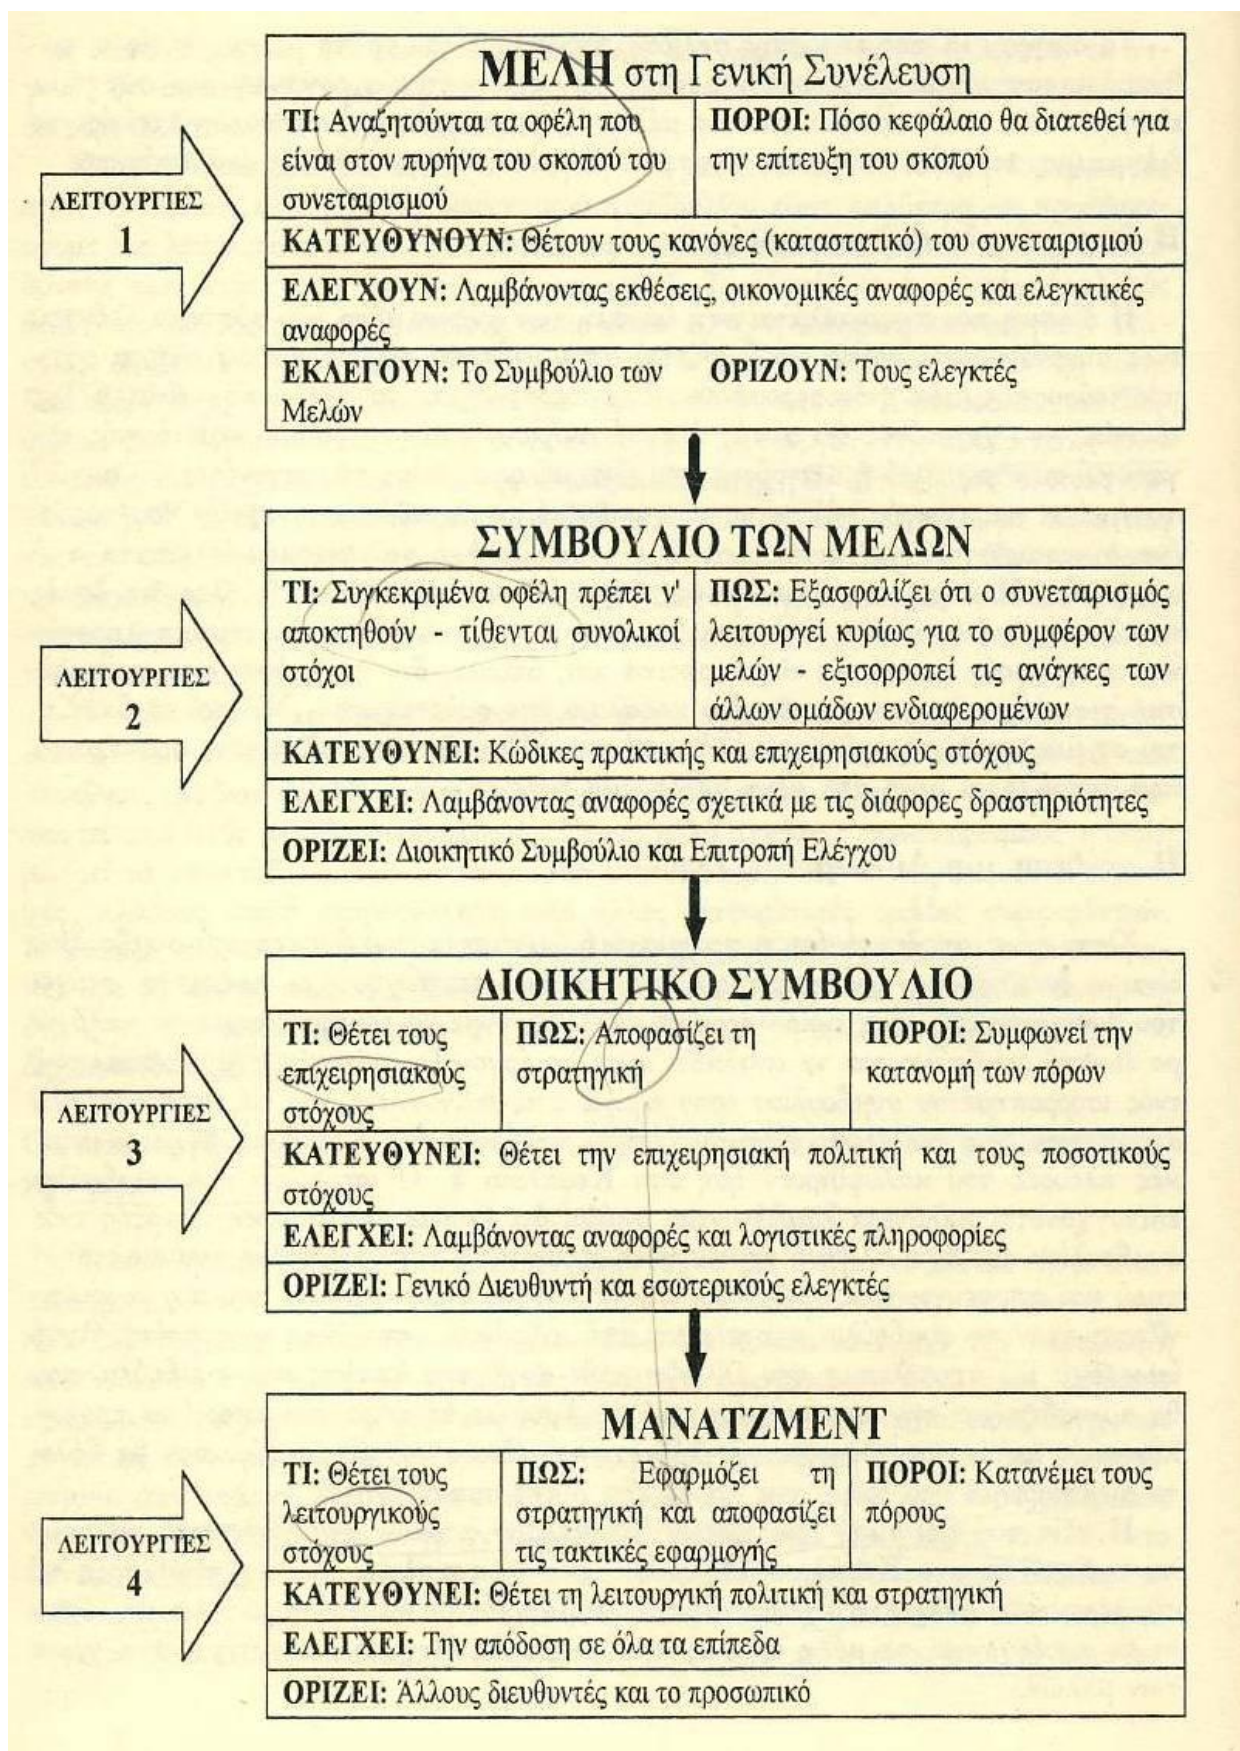 ΜΕΛΗ στη Γενική Συνέλευση
ΛΕΙΤΟΥΡΓΙΕΣ
1
ΤΙ: Αναζητούνται τα οφέλη που
είναι στον πυρήνα του σκοπού του
συνεταιρισμού
ΠΟΡΟΙ: Πόσο κεφάλαιο θα διατεθεί για
την επίτευξη του σκοπού
ΚΑΤΕΥΘΥΝΟΥΝ: Θέτουν τους κανόνες (καταστατικό) του συνεταιρισμού
ΕΛΕΓΧΟΥΝ: Λαμβάνοντας εκθέσεις, οικονομικές αναφορές και ελεγκτικές
αναφορές
ΕΚΛΕΓΟΥΝ: Το Συμβούλιο των
Μελών
ΟΡΙΖΟΥΝ: Τους ελεγκτές
ΣΥΜΒΟΥΛΙΟ ΤΩΝ ΜΕΛΩΝ
ΛΕΙΤΟΥΡΓΙΕΣ
2
ΤΙ: Συγκεκριμένα οφέλη πρέπει ν'
αποκτηθούν - τίθενται συνολικοί
στόχοι
ΠΩΣ: Εξασφαλίζει ότι ο συνεταιρισμός
λειτουργεί κυρίως για το συμφέρον των
μελών - εξισορροπεί τις ανάγκες των
άλλων ομάδων ενδιαφερομένων
ΚΑΤΕΥΘΥΝΕΙ: Κώδικες πρακτικής και επιχειρησιακούς στόχους
ΕΛΕΓΧΕΙ: Λαμβάνοντας αναφορές σχετικά με τις διάφορες δραστηριότητες
ΟΡΙΖΕΙ: Διοικητικό Συμβούλιο και Επιτροπή Ελέγχου
ΔΙΟΙΚΗΤΙΚΟ ΣΥΜΒΟΥΛΙΟ
ΛΕΙΤΟΥΡΓΙΕΣ
3
ΤΙ: Θέτει τους
επιχειρησιακούς
στόχους
ΠΩΣ: Αποφασίζει τη
στρατηγική
ΠΟΡΟΙ: Συμφωνεί την
κατανομή των πόρων
ΚΑΤΕΥΘΥΝΕΙ: Θέτει την επιχειρησιακή πολιτική και τους ποσοτικούς
στόχους
ΕΛΕΓΧΕΙ: Λαμβάνοντας αναφορές και λογιστικές πληροφορίες
ΟΡΙΖΕΙ: Γενικό Διευθυντή και εσωτερικούς ελεγκτές
ΜΑΝΑΤΖΜΕΝΤ
ΛΕΙΤΟΥΡΓΙΕΣ
4
ΤΙ: Θέτει τους
λειτουργικούς
στόχους
ΠΩΣ: Εφαρμόζει τη
στρατηγική και αποφασίζει
τις τακτικές εφαρμογής
ΠΟΡΟΙ: Κατανέμει τους
πόρους
ΚΑΤΕΥΘΥΝΕΙ: Θέτει τη λειτουργική πολιτική και στρατηγική
ΕΛΕΓΧΕΙ: Την απόδοση σε όλα τα επίπεδα
ΟΡΙΖΕΙ: Άλλους διευθυντές και το προσωπικό